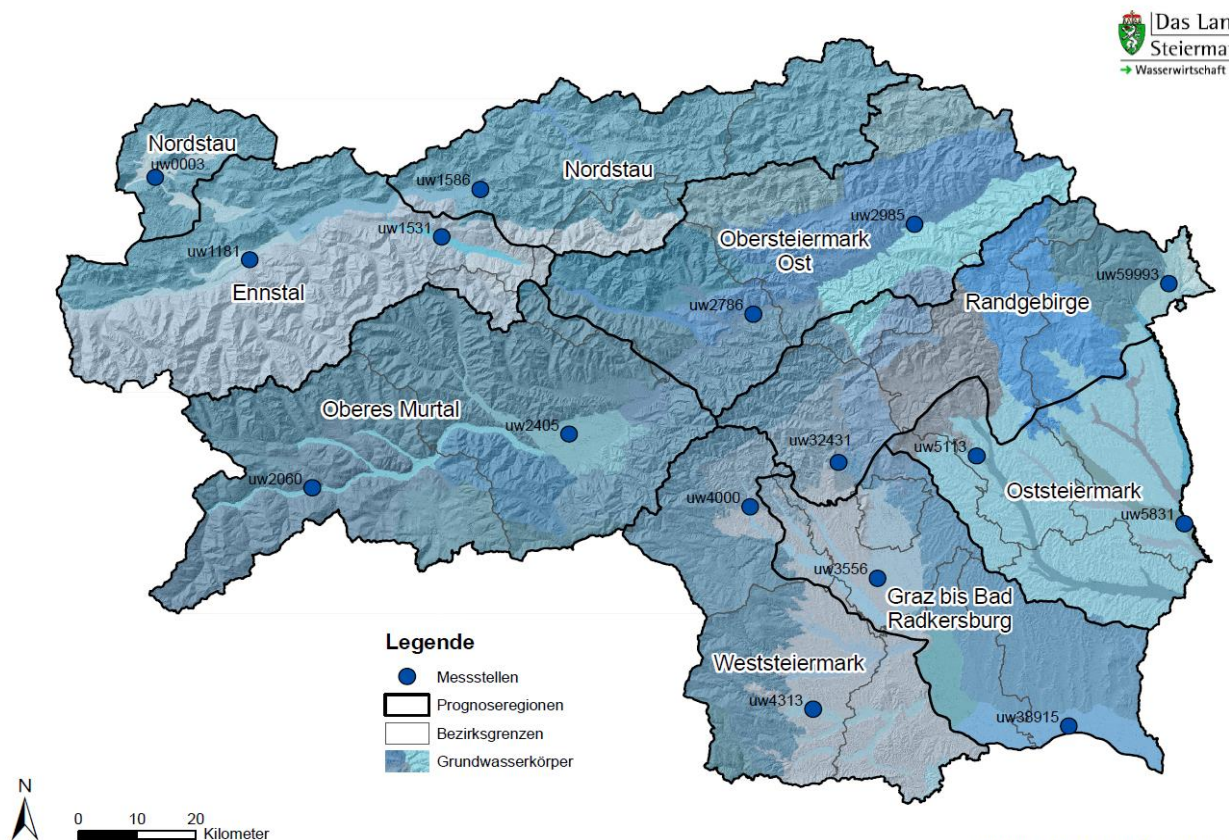 Das Lan
Steierma
→ Wasserwirtschaft
Nordstau
uw0003
Nordstau
uw1586
uw1531
uw1181
Ennstal
uw2985
Obersteiermark
Ost
uw2786
uw59993
Randgebirge
Oberes Murtal
uw2405
uw2060
uw32431
uw5113
uw4000
Oststeiermark
uw5831
uw3556
Graz bis Bad
Radkersburg
Weststeiermark
uw4313
uw38915
Legende
Messstellen
Prognoseregionen
Bezirksgrenzen
Grundwasserkörper
N
0 10 20
Kilometer